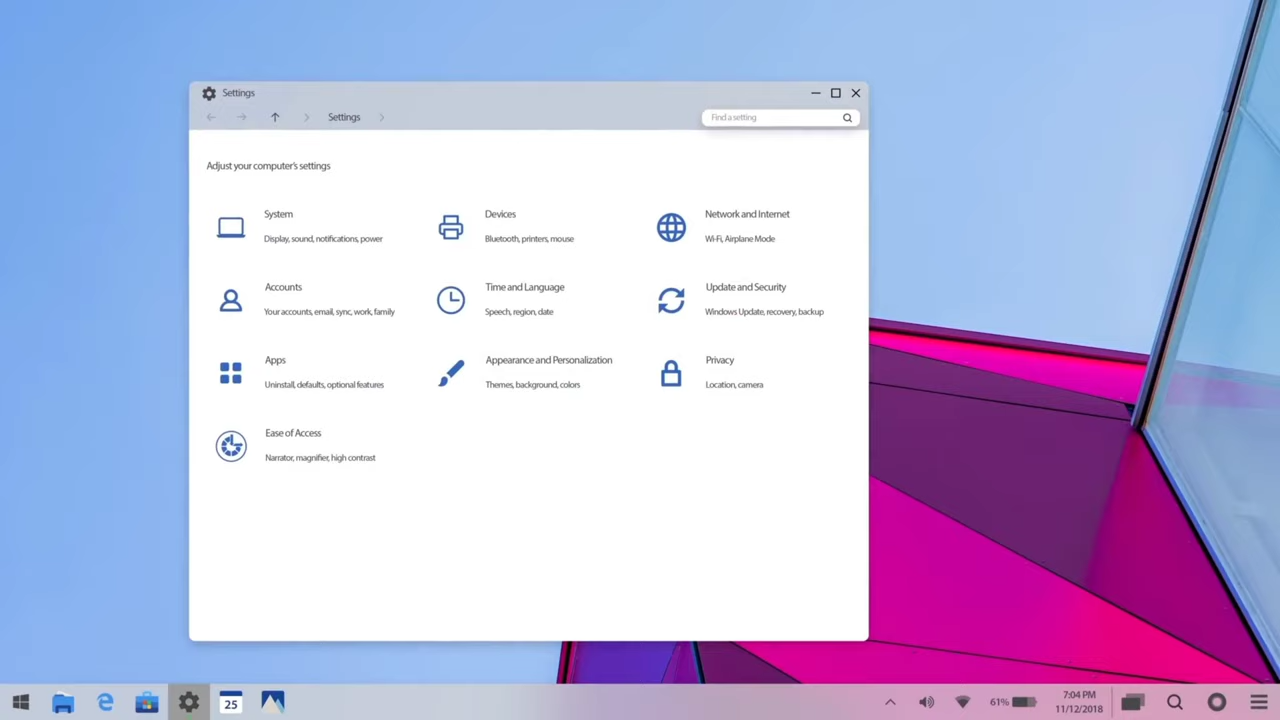 Settings
Settings
Find a setting
Adjust your computer's settings
System
Display, sound, notifications, power
Devices
Bluetooth, printers, mouse
Network and Internet
Wi-Fi, Airplane Mode
Accounts
Your accounts, email, sync, work, family
Time and Language
Speech, region, date
Update and Security
Windows Update, recovery, backup
Apps
Uninstall, defaults, optional features
Appearance and Personalization
Themes, background, colors
Privacy
Location, camera
Ease of Access
Narrator, magnifier, high contrast
25
61%
7:04 PM
11/12/2018